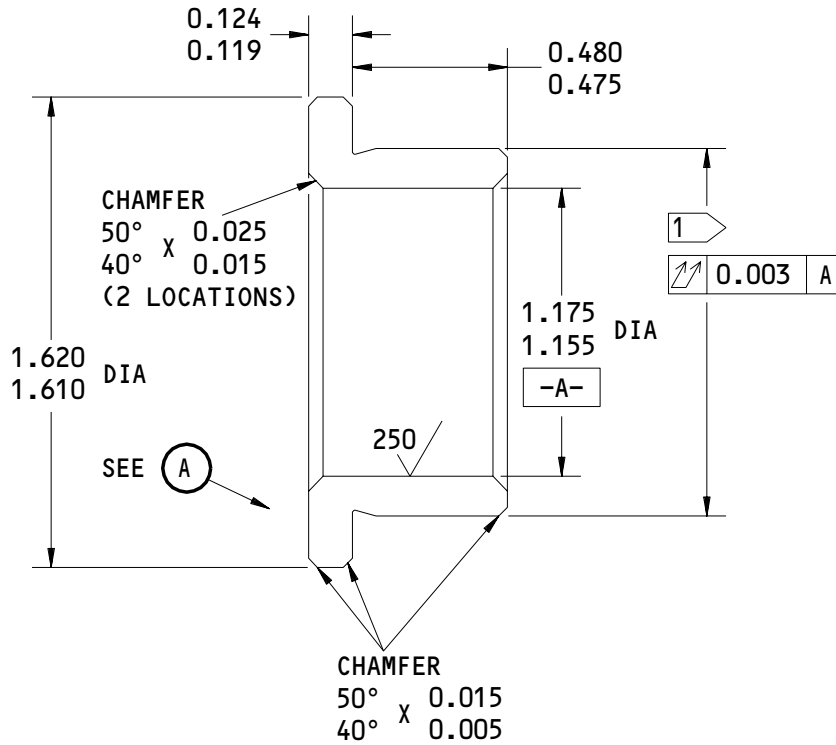 0.124
0.119
0.480
0.475
CHAMFER
50° X 0.025
40° 0.015
(2 LOCATIONS)
1
0.003 A
1.175
1.155 DIA
-A-
1.620
1.610 DIA
250
SEE A
CHAMFER
50° X 0.015
40° 0.005